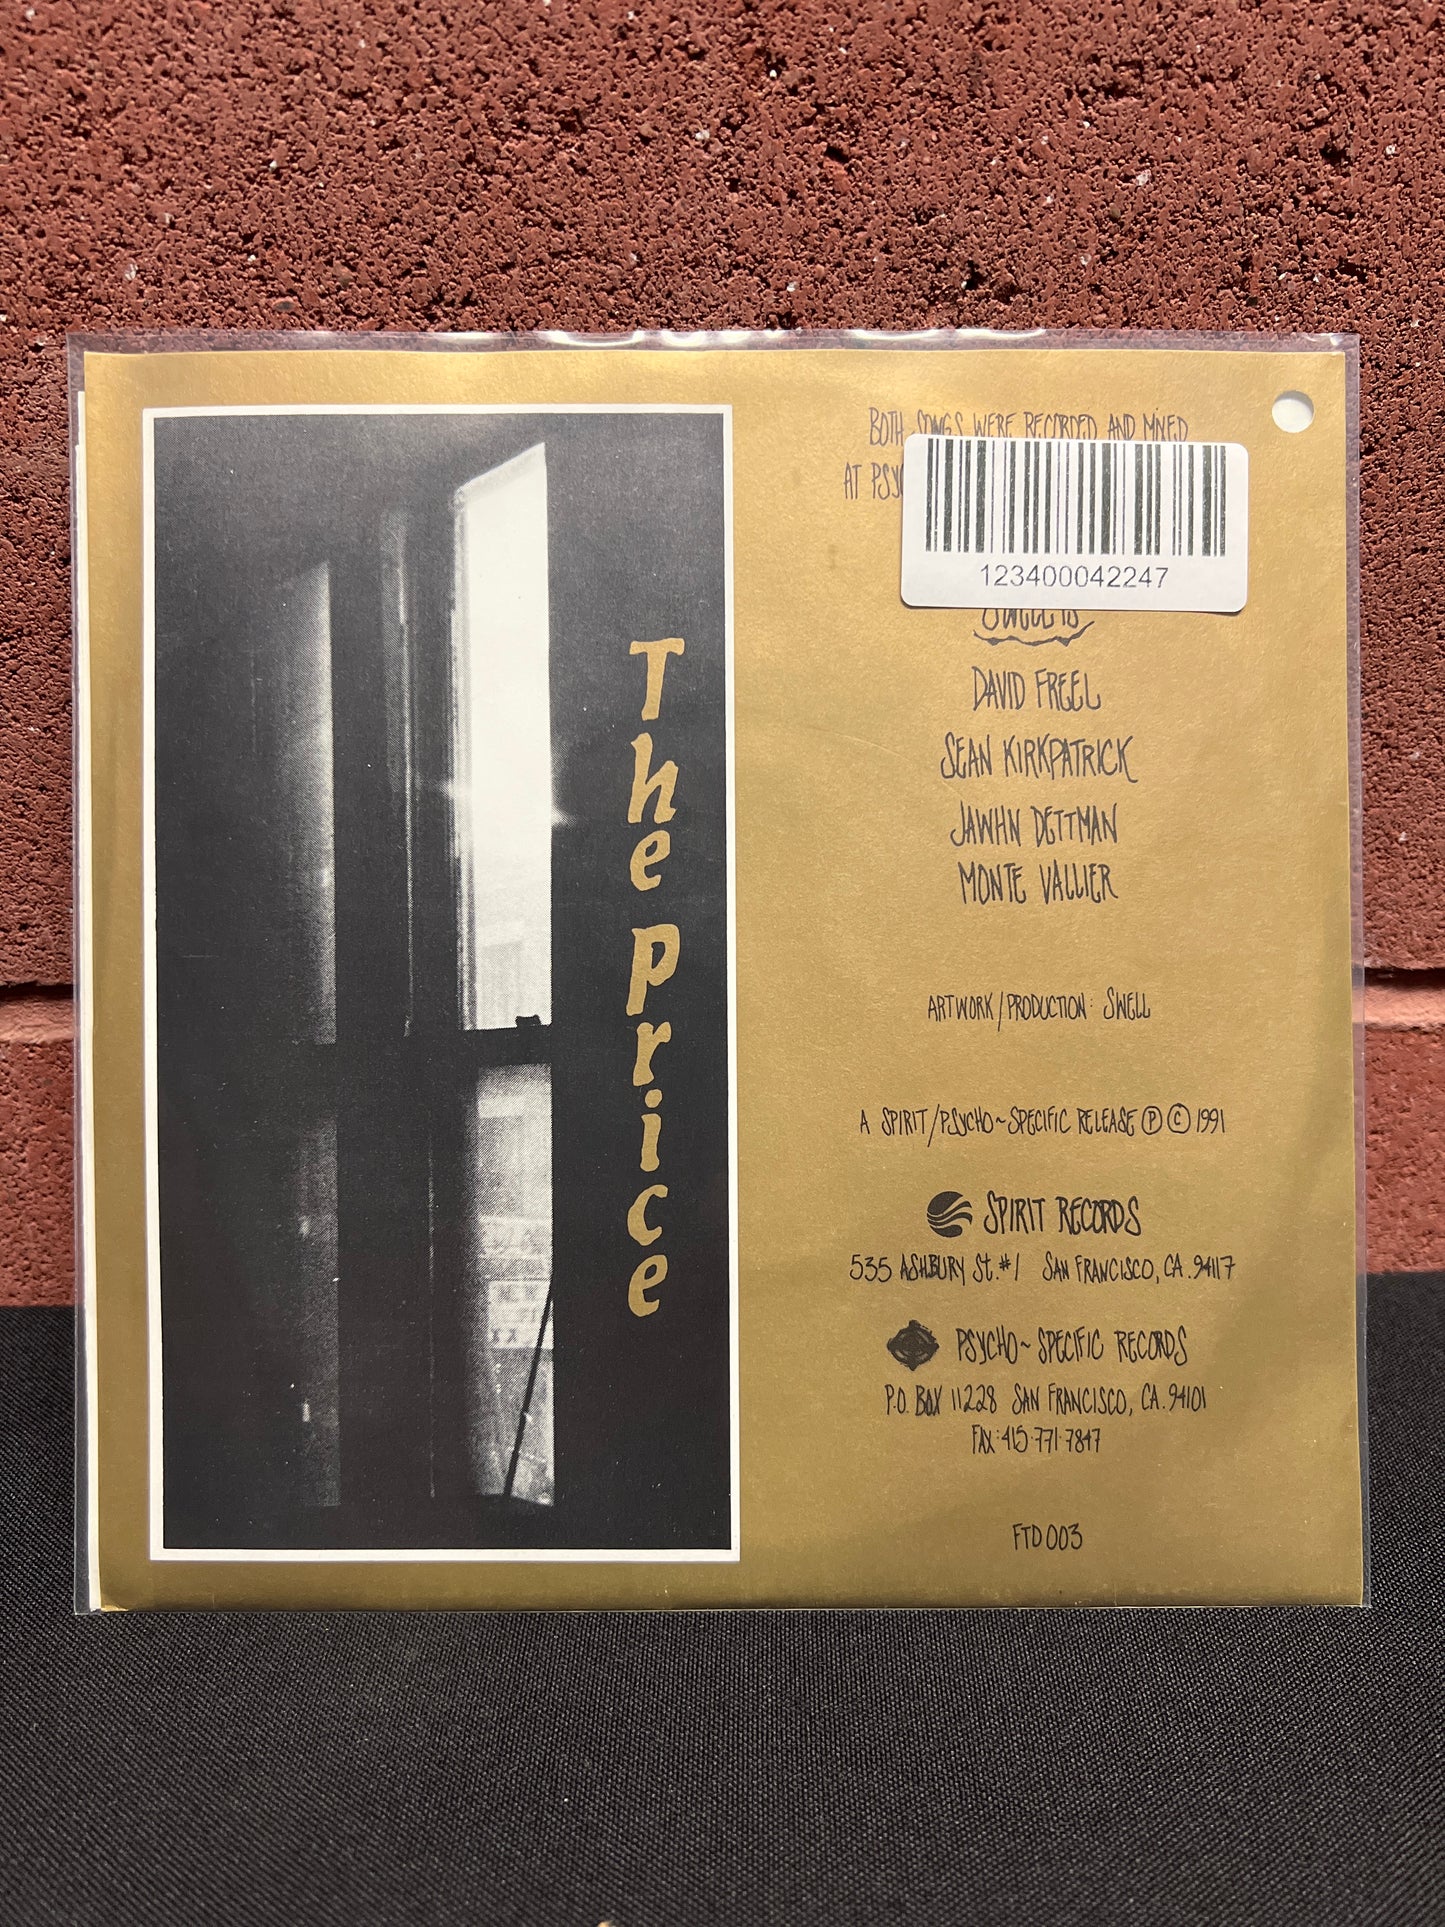 The price
BOTH SONGS WERE RECORDED AND MIXED
AT
123400042247
SWELL IS
DAVID FREEL
SEAN KIRKPATRICK
JAWHN DETTMAN
MONTE VALLIER
ARTWORK/PRODUCTION: SWELL
A SPIRIT/PSYCHO~SPECIFIC RELEASE Ⓟ © 1991
SPIRIT RECORDS
535 ASHBURY St. #1 SAN FRANCISCO, CA. 94117
PSYCHO~SPECIFIC RECORDS
P.O. BOX 11228 SAN FRANCISCO, CA. 94101
FAX: 415·771·7847
FTD 003